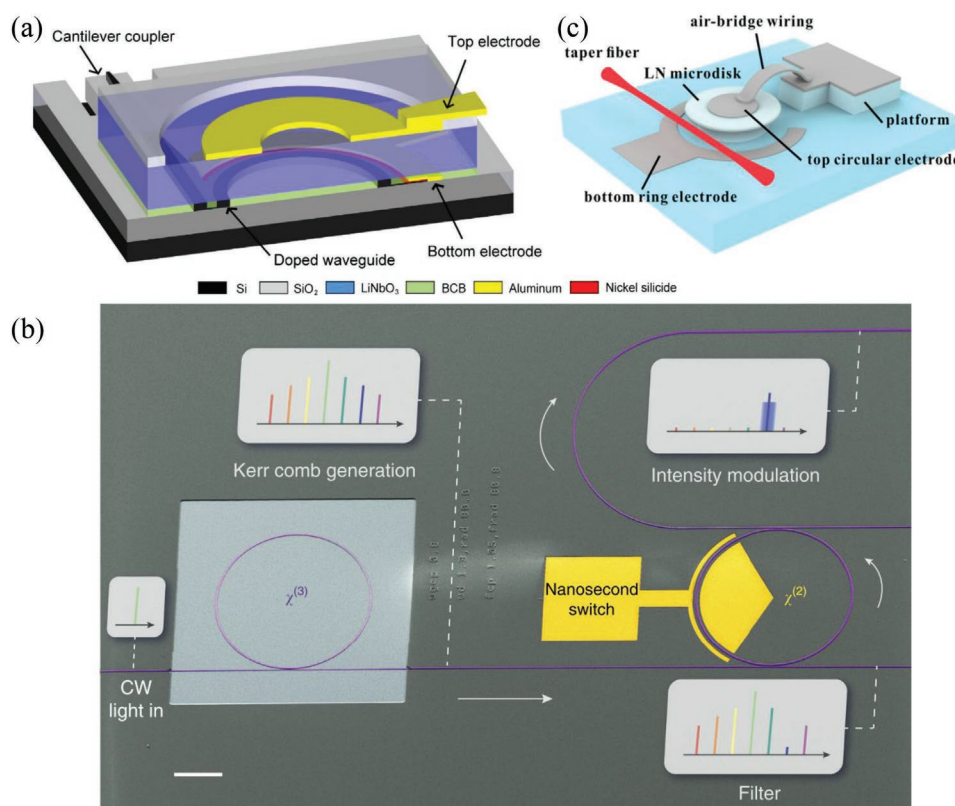 (a)
Cantilever coupler
Top electrode
Doped waveguide
Bottom electrode
Si
SiO₂
LiNbO₃
BCB
Aluminum
Nickel silicide
(c)
air-bridge wiring
taper fiber
LN microdisk
platform
top circular electrode
bottom ring electrode
(b)
Kerr comb generation
Intensity modulation
χ⁽³⁾
Nanosecond
switch
χ⁽²⁾
CW
light in
Filter